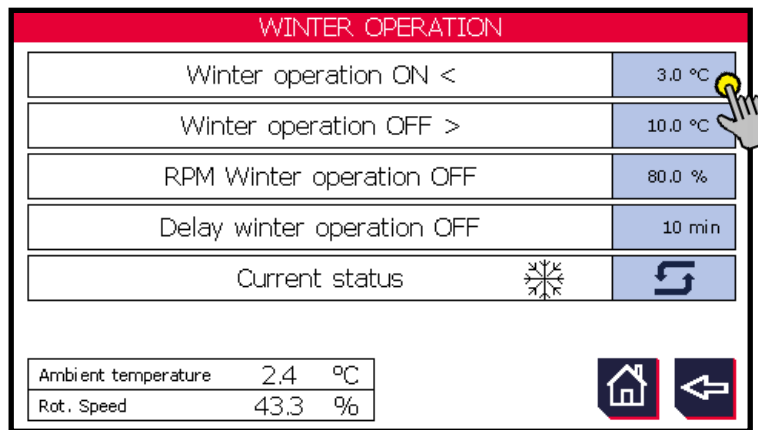 WINTER OPERATION
Winter operation ON < 3.0 °C
Winter operation OFF > 10.0 °C
RPM Winter operation OFF 80.0 %
Delay winter operation OFF 10 min
Current status
Ambient temperature 2.4 °C
Rot. Speed 43.3 %